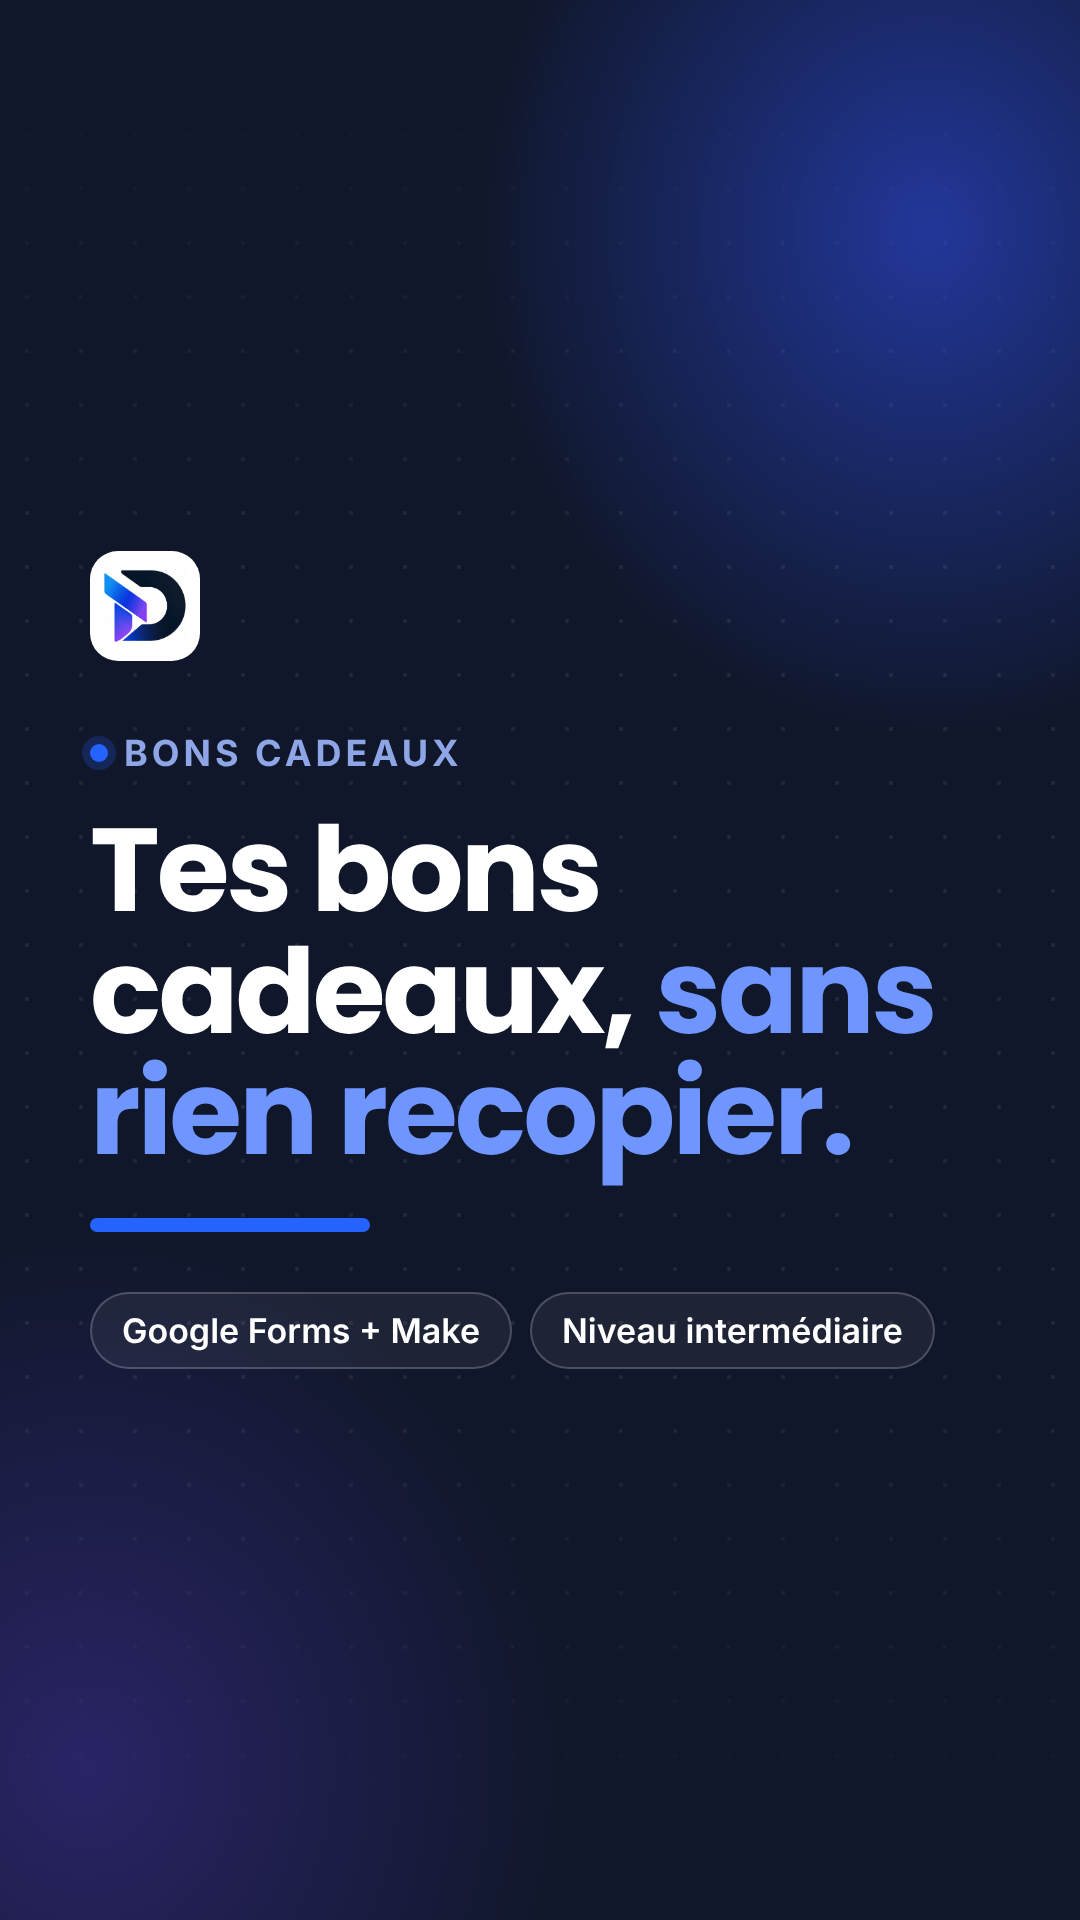 BONS CADEAUX
Tes bons
cadeaux, sans
rien recopier.
Google Forms + Make
Niveau intermédiaire